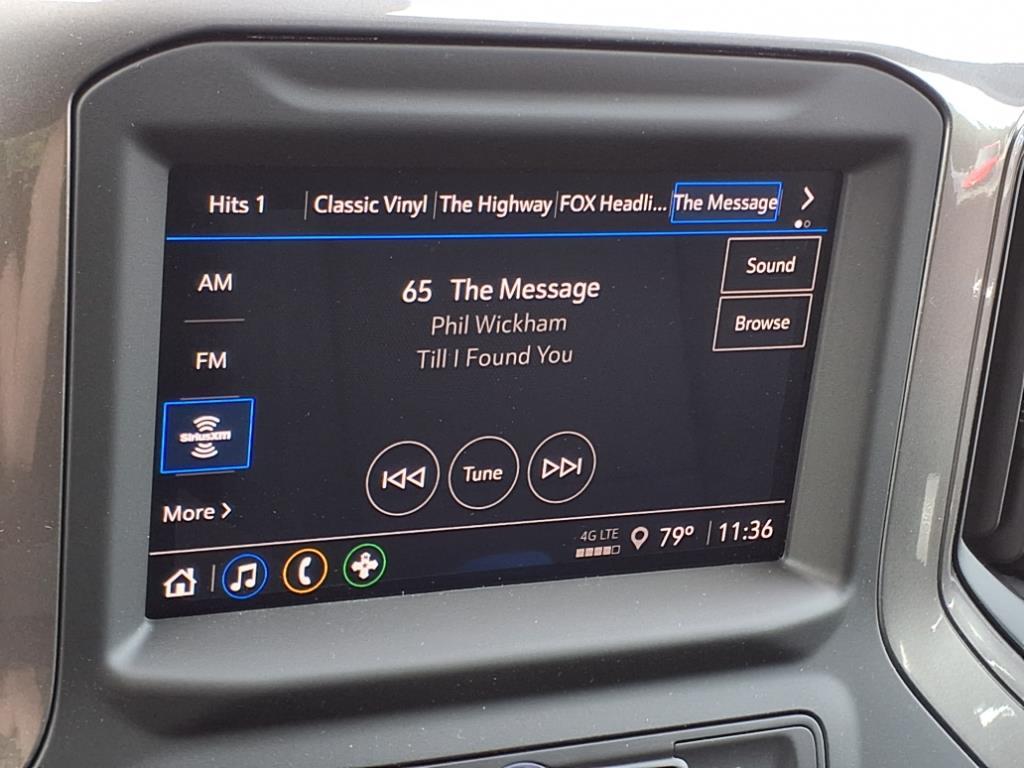 Hits 1 Classic Vinyl The Highway FOX Headli... The Message
AM
FM
SiriusXM
More
65 The Message
Phil Wickham
Till I Found You
Tune
Sound
Browse
4G LTE 79° 11:36